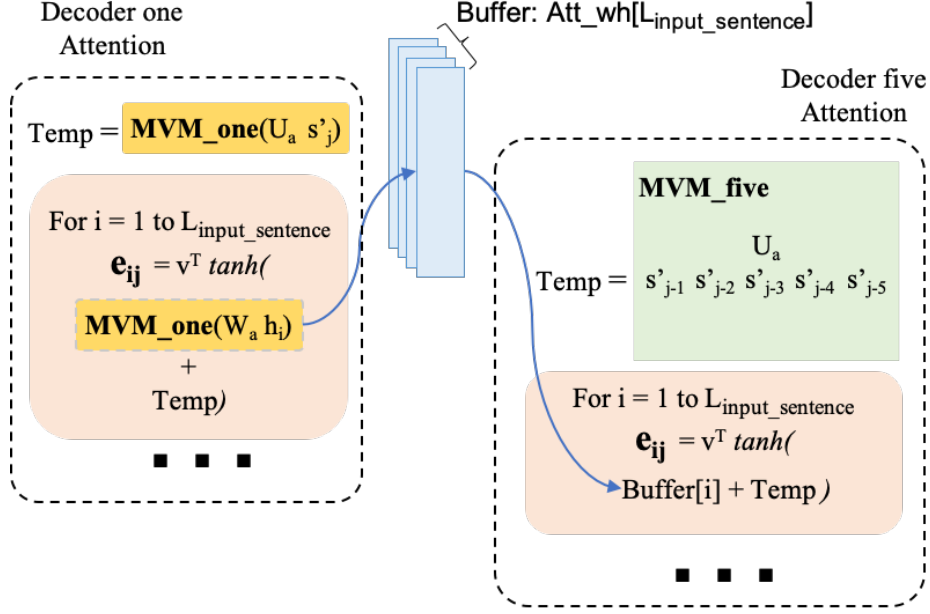 Decoder one
Attention
Buffer: Att_wh[L_input_sentence]
Temp = MVM_one(U_a s'_j)
For i = 1 to L_input_sentence
e_ij = v^T tanh(
MVM_one(W_a h_i)
+
Temp)
Decoder five
Attention
MVM_five
U_a
Temp = s'_j-1 s'_j-2 s'_j-3 s'_j-4 s'_j-5
For i = 1 to L_input_sentence
e_ij = v^T tanh(
Buffer[i] + Temp )